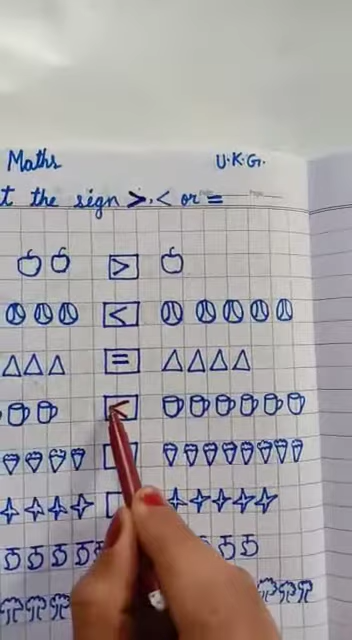 Maths U.K.G.
t the sign >, < or =
>
<
=
<